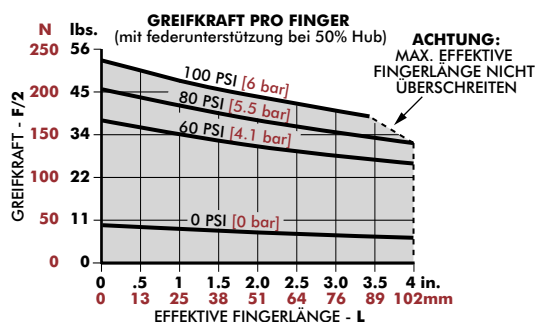 GREIFKRAFT PRO FINGER
(mit federunterstützung bei 50% Hub)
ACHTUNG:
MAX. EFFEKTIVE
FINGERLÄNGE NICHT
ÜBERSCHREITEN
N lbs.
250 56
200 45
150 34
100 22
50 11
0 0
GREIFKRAFT - F/2
100 PSI [6 bar]
80 PSI [5.5 bar]
60 PSI [4.1 bar]
0 PSI [0 bar]
0 .5 1 1.5 2.0 2.5 3.0 3.5 4 in.
0 13 25 38 51 64 76 89 102mm
EFFEKTIVE FINGERLÄNGE - L